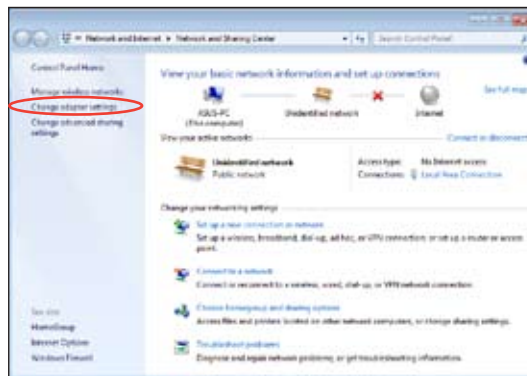 Network and Internet ▸ Network and Sharing Center
Search Control Panel
Control Panel Home
Manage wireless networks
Change adapter settings
Change advanced sharing
settings
View your basic network information and set up connections
See full map
ASUS-PC
(This computer)
Unidentified network
Internet
View your active networks
Connect or disconnect
Unidentified network
Public network
Access type: No Internet access
Connections: Local Area Connection
Change your networking settings
Set up a new connection or network
Set up a wireless, broadband, dial-up, ad hoc, or VPN connection; or set up a router or access
point.
Connect to a network
Connect or reconnect to a wireless, wired, dial-up, or VPN network connection.
Choose homegroup and sharing options
Access files and printers located on other network computers, or change sharing settings.
Troubleshoot problems
Diagnose and repair network problems, or get troubleshooting information.
See also
HomeGroup
Internet Options
Windows Firewall